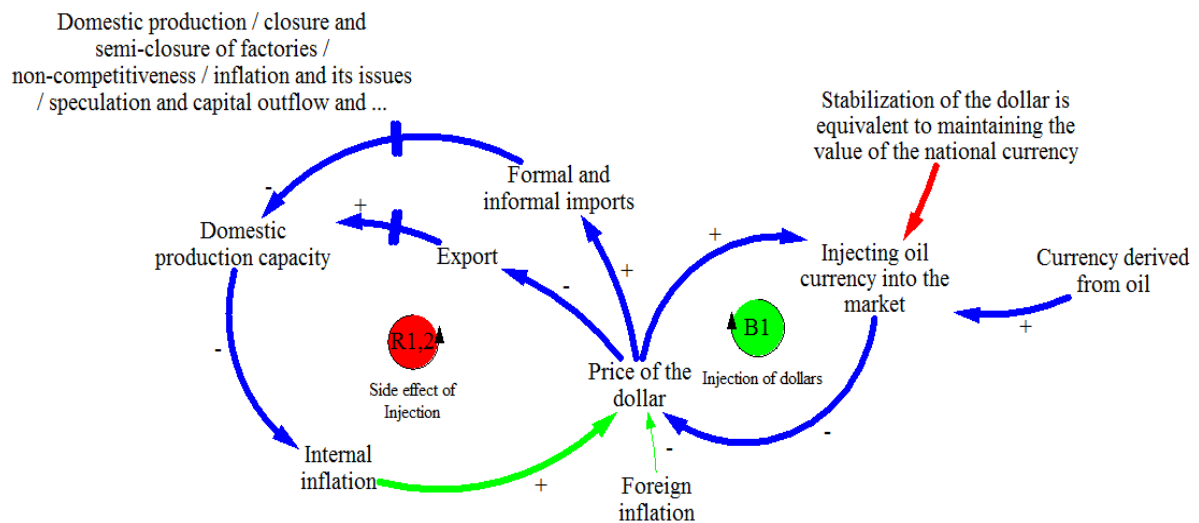 Domestic production / closure and
semi-closure of factories /
non-competitiveness / inflation and its issues
/ speculation and capital outflow and ...
Stabilization of the dollar is
equivalent to maintaining the
value of the national currency
-
+
Formal and
informal imports
Domestic
production capacity
Export
+
Injecting oil
currency into the
market
Currency derived
from oil
+
-
+
-
R1,2
Side effect of
Injection
B1
Injection of dollars
Price of the
dollar
-
-
Internal
inflation
+
Foreign
inflation